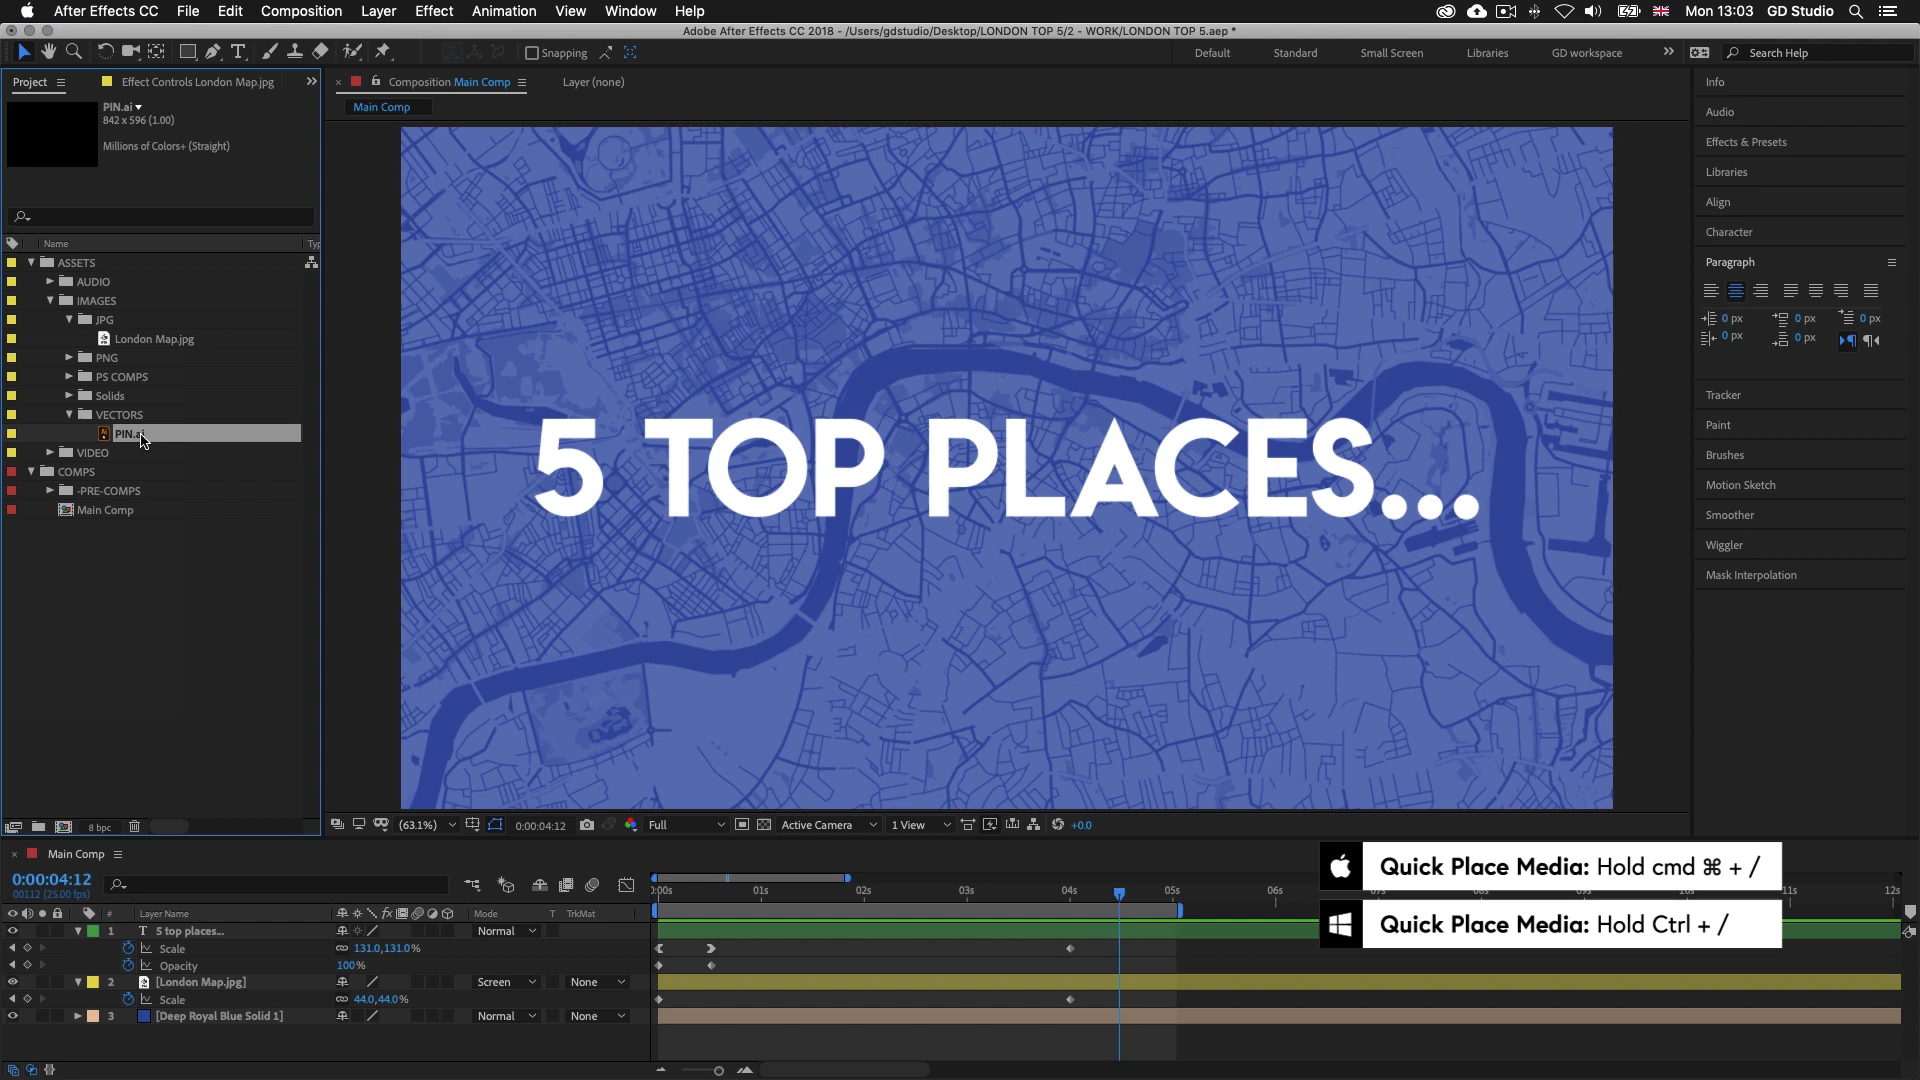 After Effects CC File Edit Composition Layer Effect Animation View Window Help Mon 13:03 GD Studio
Adobe After Effects CC 2018 - /Users/gdstudio/Desktop/LONDON TOP 5/2 - WORK/LONDON TOP 5.aep *
Snapping Default Standard Small Screen Libraries GD workspace Search Help
Project Effect Controls London Map.jpg
Composition Main Comp Layer (none)
Main Comp
PIN.ai
842 x 596 (1.00)
Millions of Colors+ (Straight)
Name Typ
ASSETS
AUDIO
IMAGES
JPG
London Map.jpg
PNG
PS COMPS
Solids
VECTORS
PIN.ai
VIDEO
COMPS
-PRE-COMPS
Main Comp
8 bpc
5 TOP PLACES...
(63.1%) 0:00:04:12 Full Active Camera 1 View +0.0
Info
Audio
Effects & Presets
Libraries
Align
Character
Paragraph
0 px 0 px 0 px
0 px 0 px
Tracker
Paint
Brushes
Motion Sketch
Smoother
Wiggler
Mask Interpolation
Main Comp
0:00:04:12
00112 (25.00 fps)
0:00s 01s 02s 03s 04s 05s 06s 11s 12s
Quick Place Media: Hold cmd ⌘ + /
Quick Place Media: Hold Ctrl + /
# Layer Name Mode T TrkMat
1 T 5 top places... Normal
Scale 131.0,131.0%
Opacity 100%
2 [London Map.jpg] Screen None
Scale 44.0,44.0%
3 [Deep Royal Blue Solid 1] Normal None